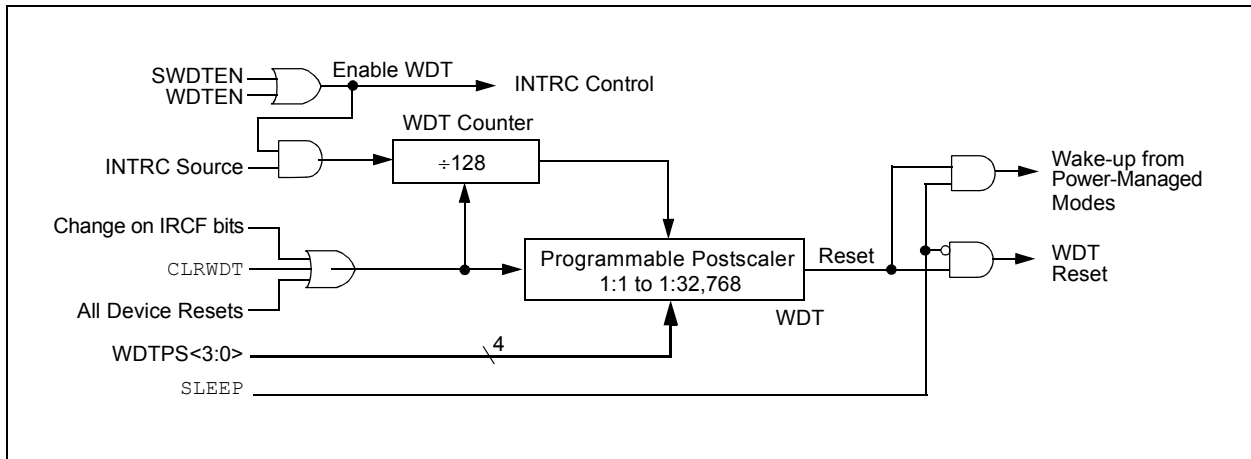 SWDTEN
WDTEN
Enable WDT
INTRC Control
WDT Counter
INTRC Source
÷128
Wake-up from
Power-Managed
Modes
Change on IRCF bits
CLRWDT
All Device Resets
Programmable Postscaler
1:1 to 1:32,768
Reset
WDT
WDT
Reset
WDTPS<3:0>
4
SLEEP